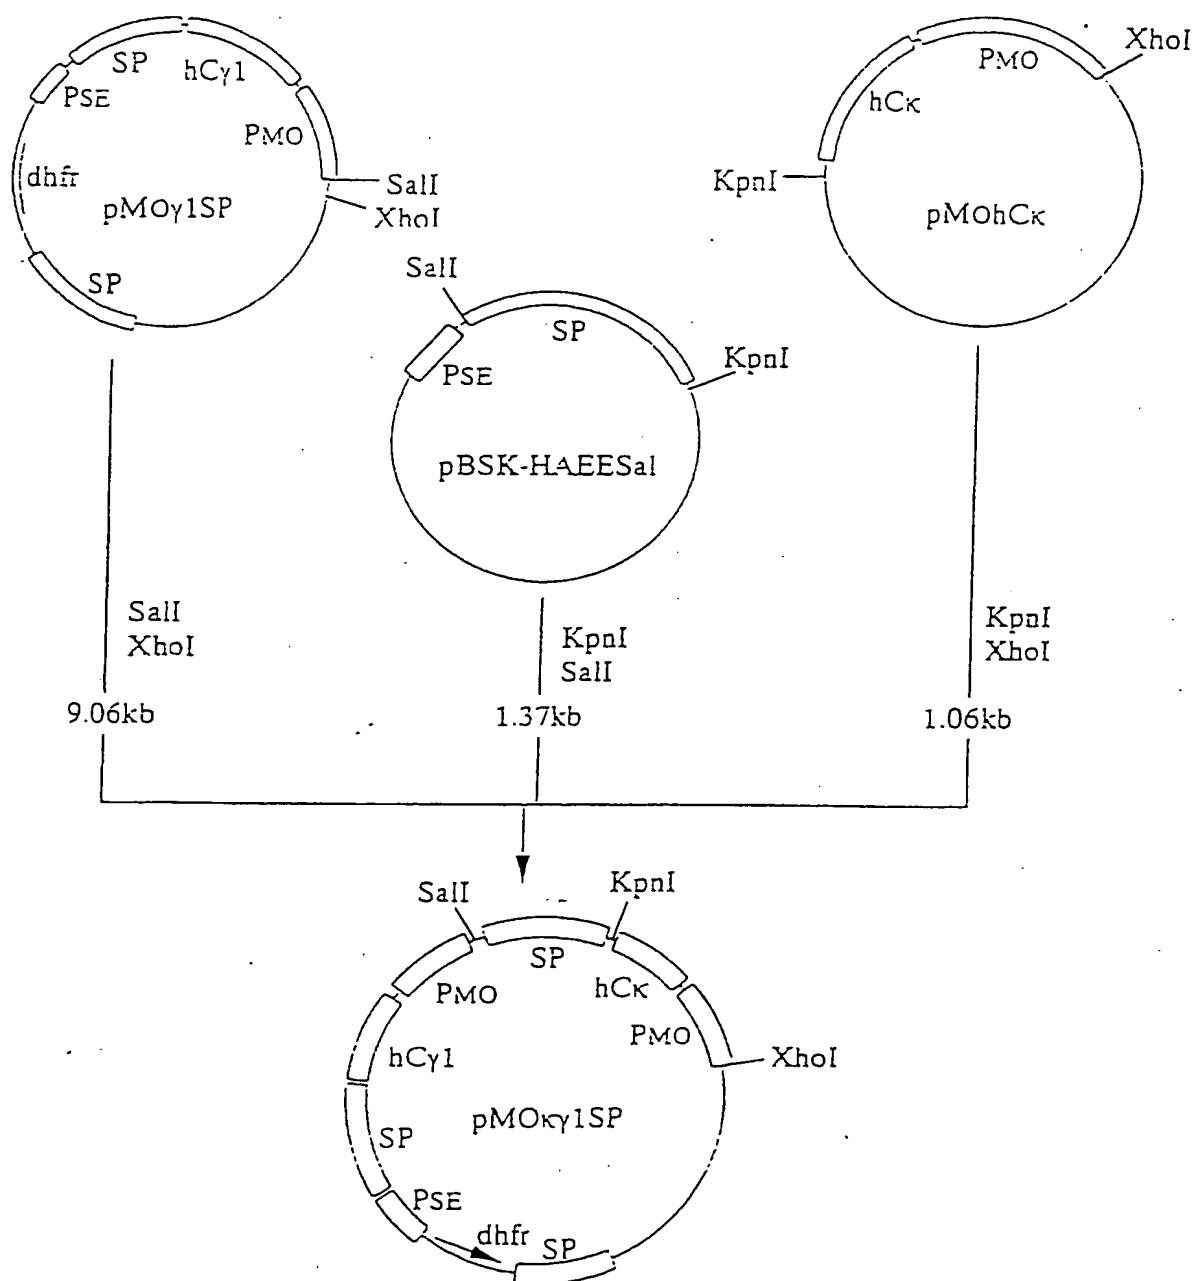 SP
hCγ1
PSE
PMO
dhfr
SalI
XhoI
pMOγ1SP
SP
PMO
XhoI
hCκ
KpnI
pMOhCκ
SalI
SP
KpnI
PSE
pBSK-HAEESal
SalI
XhoI
KpnI
SalI
KpnI
XhoI
9.06kb
1.37kb
1.06kb
SalI
KpnI
SP
PMO
hCκ
hCγ1
PMO
XhoI
pMOκγ1SP
SP
PSE
dhfr
SP